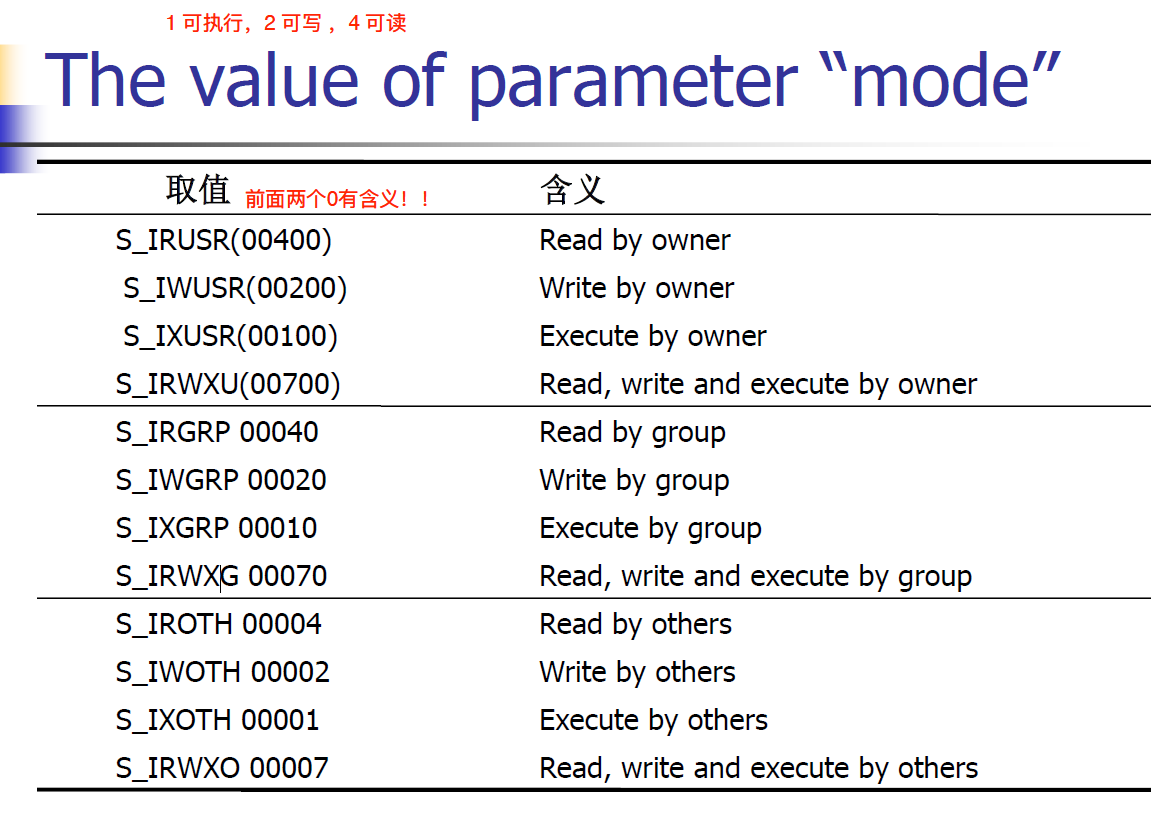 1 可执行，2 可写 ，4 可读
The value of parameter “mode”
取值 前面两个0有含义！！ 含义
S_IRUSR(00400) Read by owner
S_IWUSR(00200) Write by owner
S_IXUSR(00100) Execute by owner
S_IRWXU(00700) Read, write and execute by owner
S_IRGRP 00040 Read by group
S_IWGRP 00020 Write by group
S_IXGRP 00010 Execute by group
S_IRWXG 00070 Read, write and execute by group
S_IROTH 00004 Read by others
S_IWOTH 00002 Write by others
S_IXOTH 00001 Execute by others
S_IRWXO 00007 Read, write and execute by others